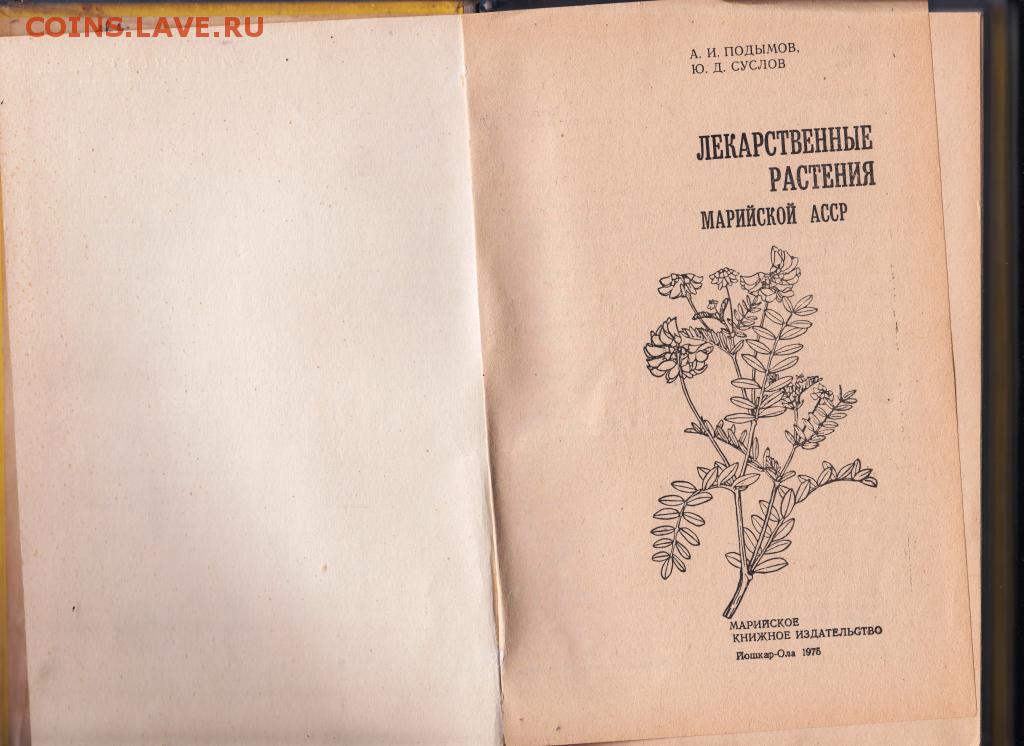 COINS.LAVE.RU
А. И. ПОДЫМОВ,
Ю. Д. СУСЛОВ
ЛЕКАРСТВЕННЫЕ
РАСТЕНИЯ
МАРИЙСКОЙ АССР
МАРИЙСКОЕ
КНИЖНОЕ ИЗДАТЕЛЬСТВО
Йошкар-Ола 1975